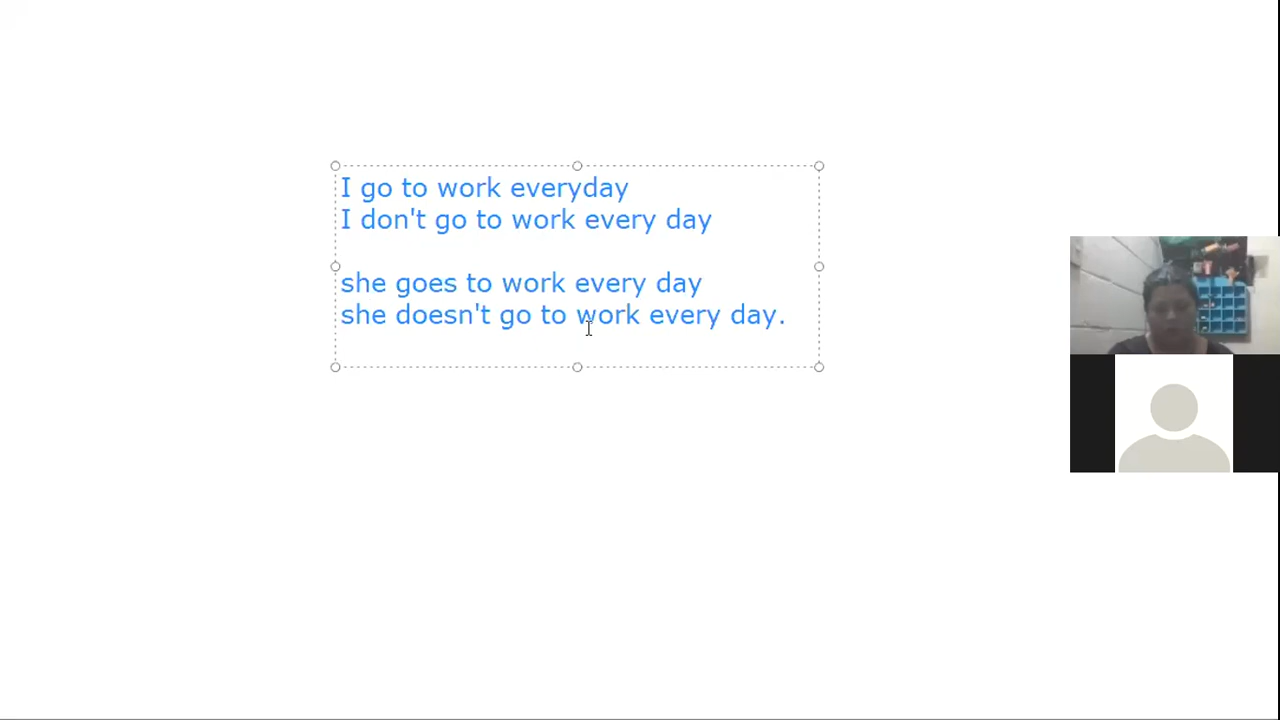 I go to work everyday
I don't go to work every day
she goes to work every day
she doesn't go to work every day.